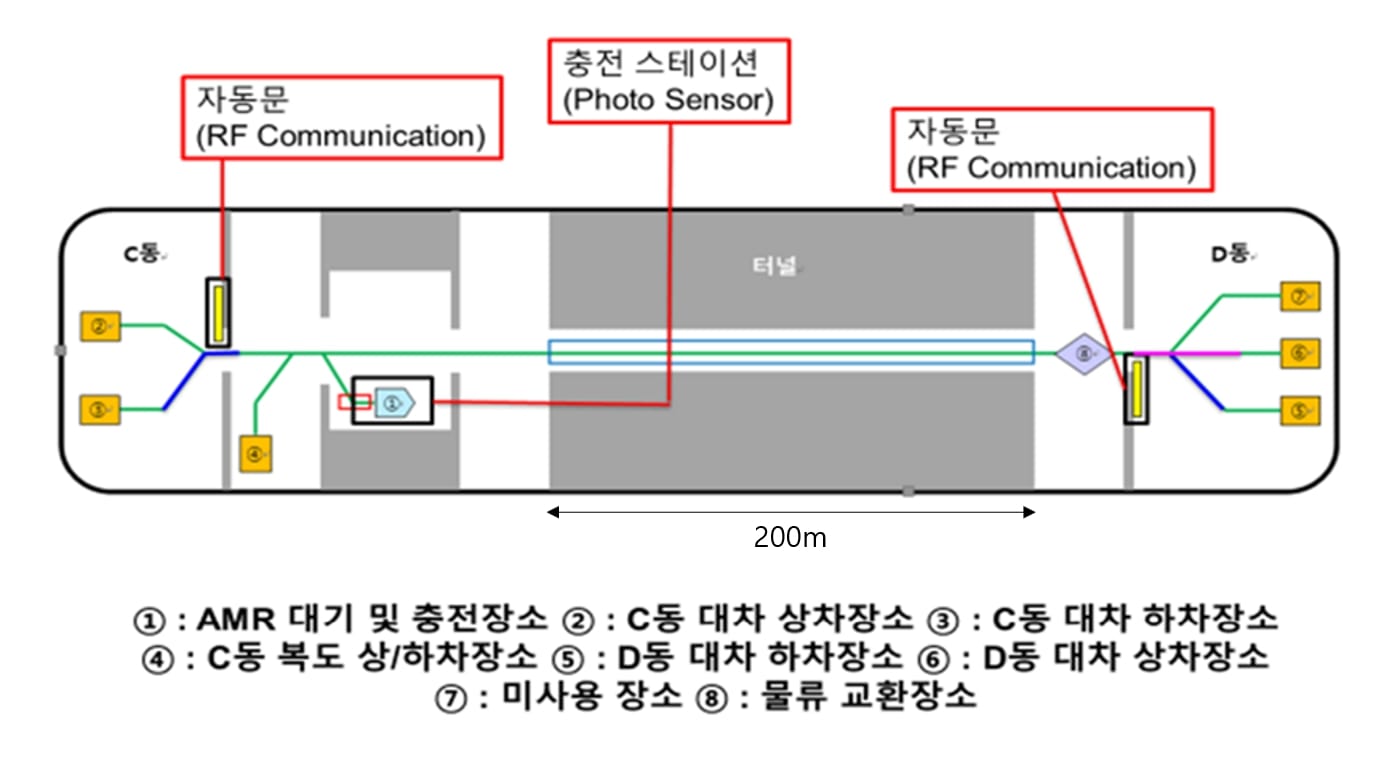 충전 스테이션
(Photo Sensor)
자동문
(RF Communication)
자동문
(RF Communication)
C동
터널
D동
②
⑦
⑧
⑥
③
①
⑤
④
200m
① : AMR 대기 및 충전장소 ② : C동 대차 상차장소 ③ : C동 대차 하차장소
④ : C동 복도 상/하차장소 ⑤ : D동 대차 하차장소 ⑥ : D동 대차 상차장소
⑦ : 미사용 장소 ⑧ : 물류 교환장소